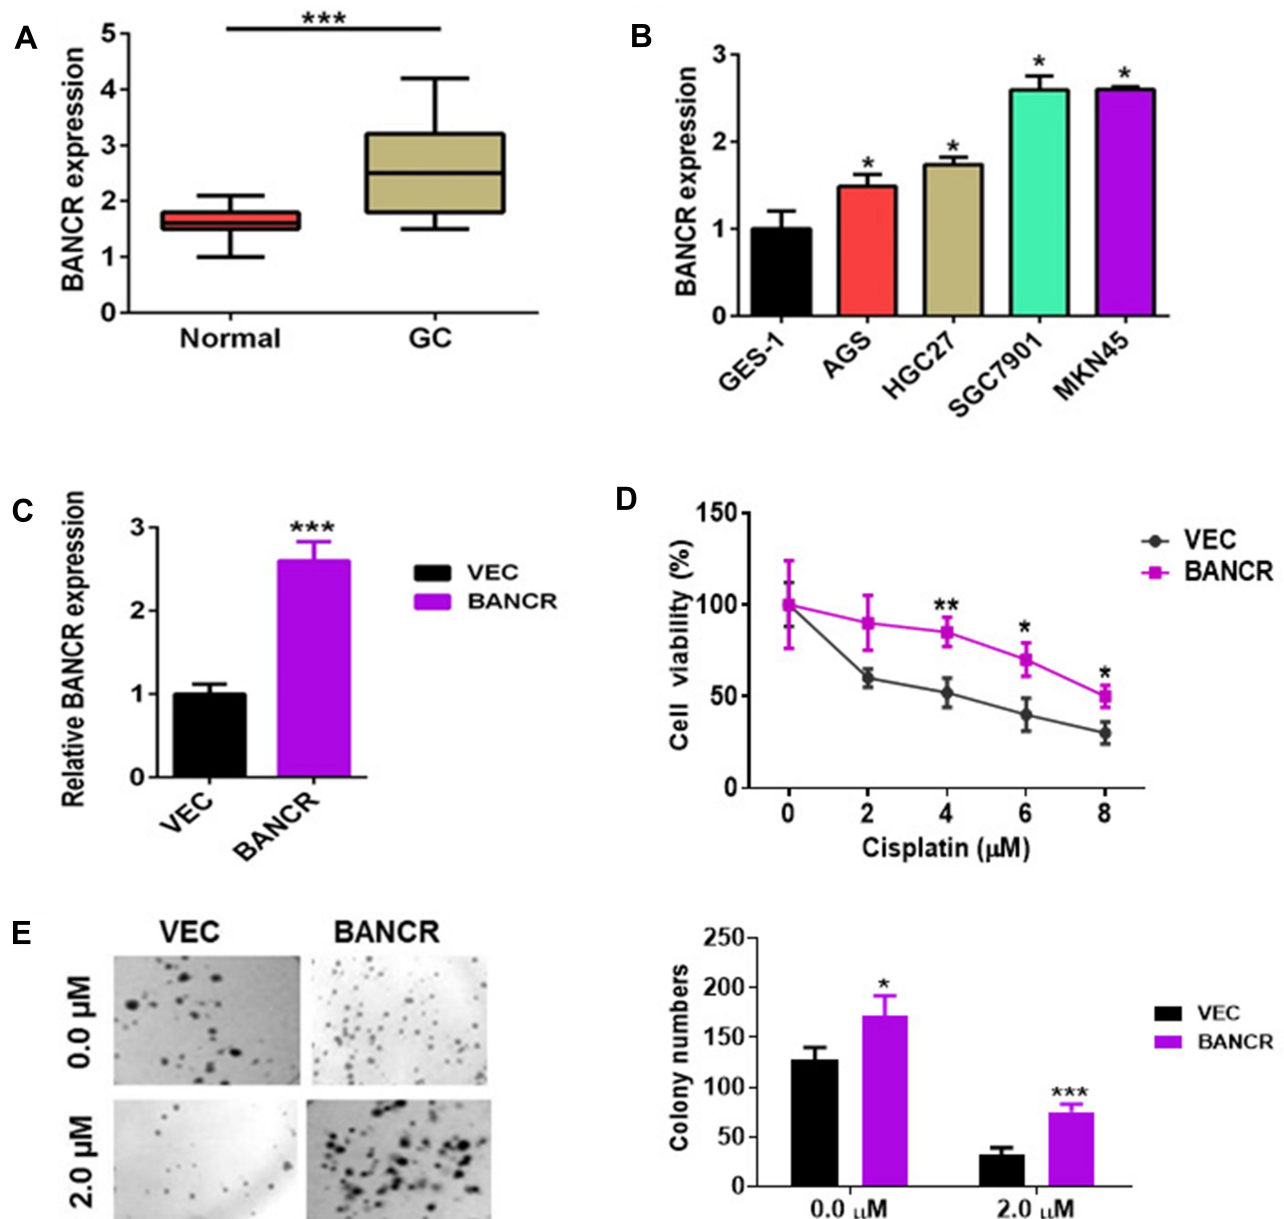 A
***
5
4
3
2
1
0
BANCR expression
Normal
GC
B
3
2
1
0
BANCR expression
*
*
*
*
GES-1
AGS
HGC27
SGC7901
MKN45
C
3
2
1
0
Relative BANCR expression
***
VEC
BANCR
VEC
BANCR
D
150
100
50
0
Cell viability (%)
**
*
*
0
2
4
6
8
Cisplatin (μM)
VEC
BANCR
E
VEC
BANCR
0.0 μM
2.0 μM
250
200
150
100
50
0
Colony numbers
*
***
0.0 μM
2.0 μM
VEC
BANCR